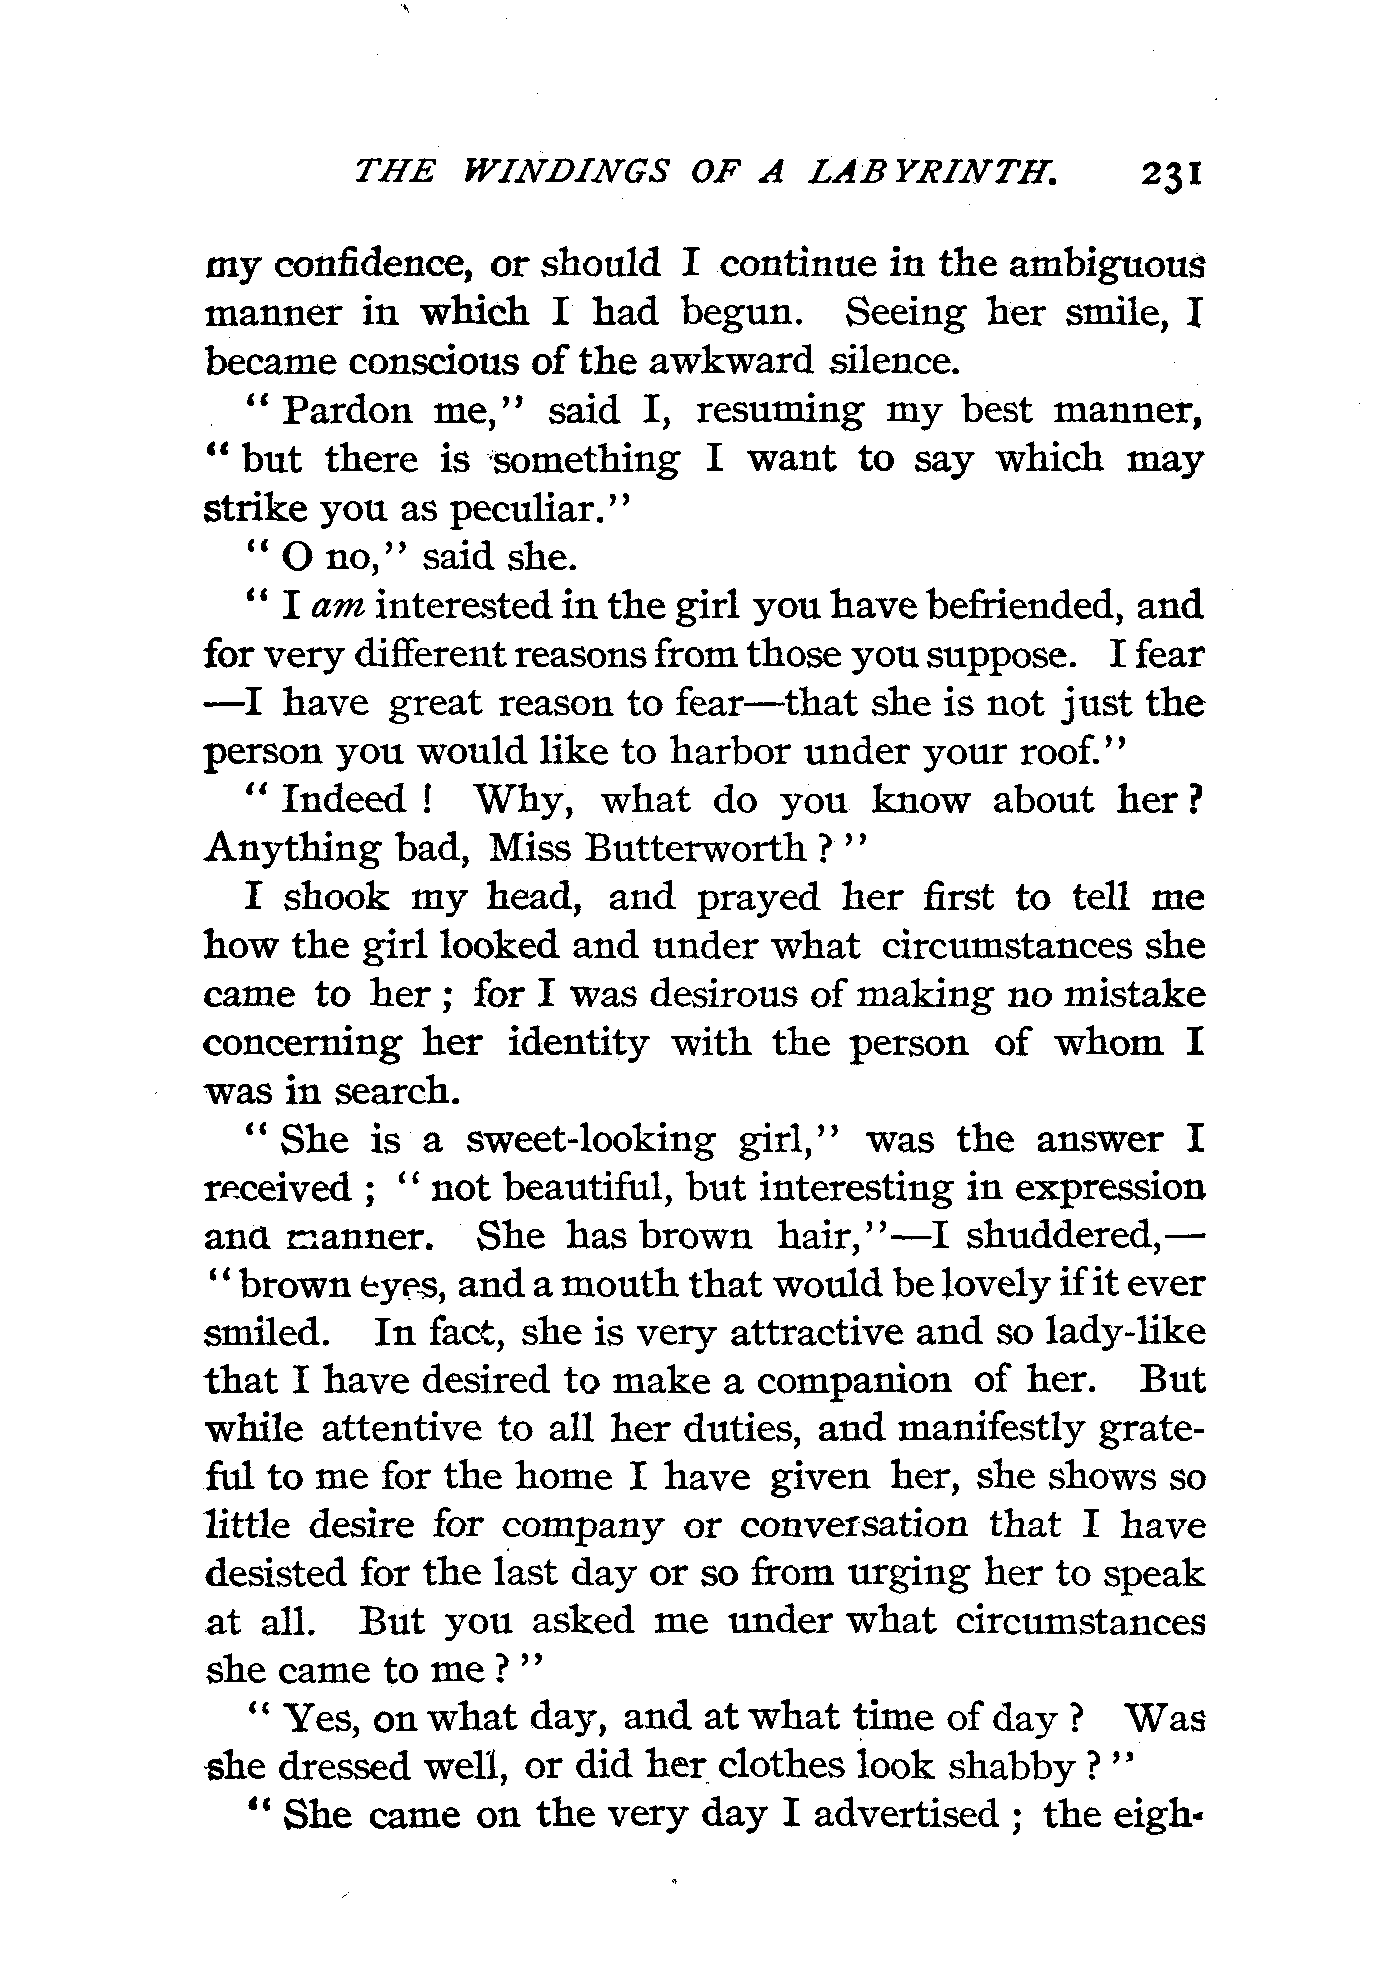 THE WINDINGS OF A LABYRINTH. 231
my confidence, or should I continue in the ambiguous
manner in which I had begun. Seeing her smile, I
became conscious of the awkward silence.
" Pardon me," said I, resuming my best manner,
" but there is something I want to say which may
strike you as peculiar."
" O no," said she.
" I am interested in the girl you have befriended, and
for very different reasons from those you suppose. I fear
—I have great reason to fear—that she is not just the
person you would like to harbor under your roof."
" Indeed ! Why, what do you know about her ?
Anything bad, Miss Butterworth ? "
I shook my head, and prayed her first to tell me
how the girl looked and under what circumstances she
came to her ; for I was desirous of making no mistake
concerning her identity with the person of whom I
was in search.
" She is a sweet-looking girl," was the answer I
received ; " not beautiful, but interesting in expression
and manner. She has brown hair,"—I shuddered,—
" brown eyes, and a mouth that would be lovely if it ever
smiled. In fact, she is very attractive and so lady-like
that I have desired to make a companion of her. But
while attentive to all her duties, and manifestly grate-
ful to me for the home I have given her, she shows so
little desire for company or conversation that I have
desisted for the last day or so from urging her to speak
at all. But you asked me under what circumstances
she came to me ? "
" Yes, on what day, and at what time of day ? Was
she dressed well, or did her clothes look shabby ? "
" She came on the very day I advertised ; the eigh-